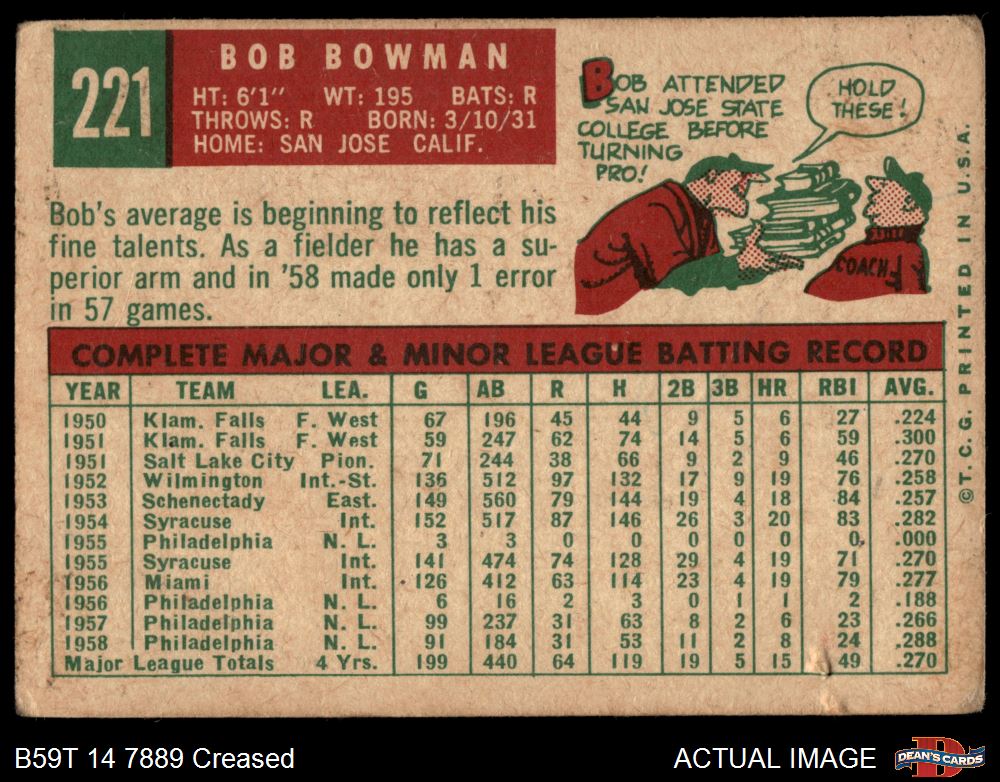 221
BOB BOWMAN
HT: 6'1" WT: 195 BATS: R
THROWS: R BORN: 3/10/31
HOME: SAN JOSE CALIF.
BOB ATTENDED
SAN JOSE STATE
COLLEGE BEFORE
TURNING
PRO!
HOLD
THESE!
COACH
Bob's average is beginning to reflect his
fine talents. As a fielder he has a su-
perior arm and in '58 made only 1 error
in 57 games.
COMPLETE MAJOR & MINOR LEAGUE BATTING RECORD
YEAR TEAM LEA. G AB R H 2B 3B HR RBI AVG.
1950 Klam. Falls F. West 67 196 45 44 9 5 6 27 .224
1951 Klam. Falls F. West 59 247 62 74 14 5 6 59 .300
1951 Salt Lake City Pion. 71 244 38 66 9 2 9 46 .270
1952 Wilmington Int.-St. 136 512 97 132 17 9 19 76 .258
1953 Schenectady East. 149 560 79 144 19 4 18 84 .257
1954 Syracuse Int. 152 517 87 146 26 3 20 83 .282
1955 Philadelphia N. L. 3 3 0 0 0 0 0 0 .000
1955 Syracuse Int. 141 474 74 128 29 4 19 71 .270
1956 Miami Int. 126 412 63 114 23 4 19 79 .277
1956 Philadelphia N. L. 6 16 2 3 0 1 1 2 .188
1957 Philadelphia N. L. 99 237 31 63 8 2 6 23 .266
1958 Philadelphia N. L. 91 184 31 53 11 2 8 24 .288
Major League Totals 4 Yrs. 199 440 64 119 19 5 15 49 .270
©T.C.G. PRINTED IN U.S.A.
B59T 14 7889 Creased
ACTUAL IMAGE
D
DEAN'S CARDS